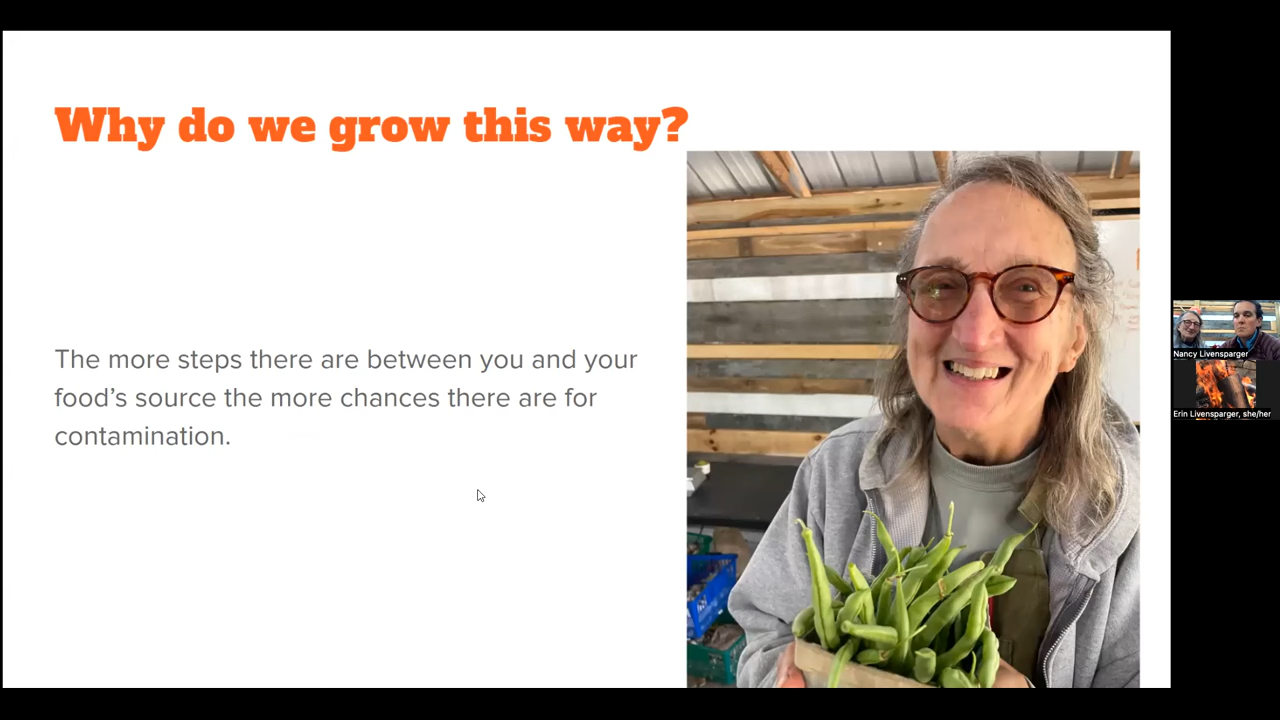 Why do we grow this way?
The more steps there are between you and your
food’s source the more chances there are for
contamination.
Nancy Livensparger
Erin Livensparger, she/her